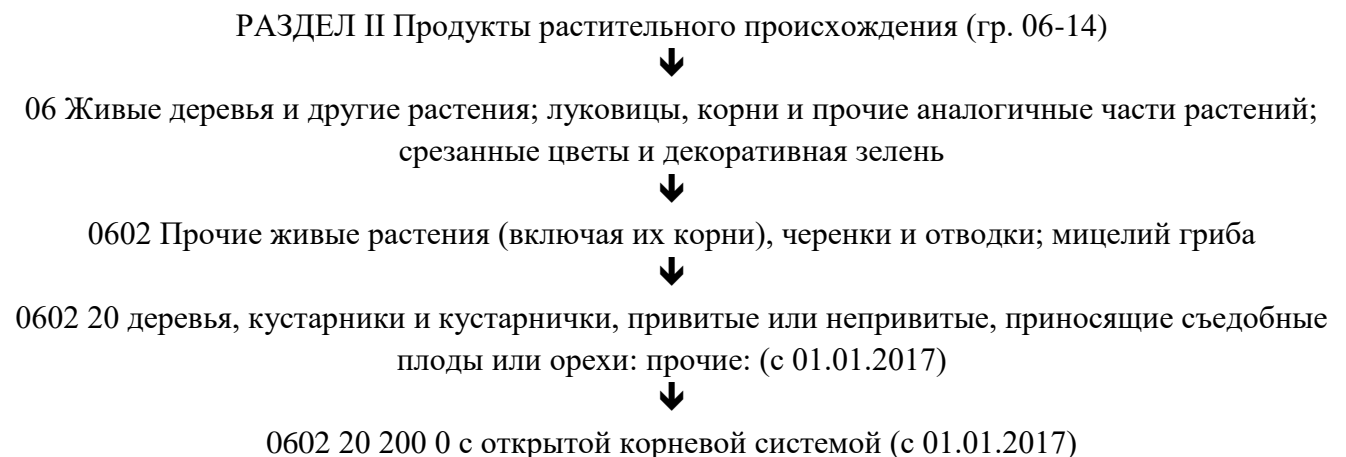 РАЗДЕЛ II Продукты растительного происхождения (гр. 06-14)
06 Живые деревья и другие растения; луковицы, корни и прочие аналогичные части растений;
срезанные цветы и декоративная зелень
0602 Прочие живые растения (включая их корни), черенки и отводки; мицелий гриба
0602 20 деревья, кустарники и кустарнички, привитые или непривитые, приносящие съедобные
плоды или орехи: прочие: (с 01.01.2017)
0602 20 200 0 с открытой корневой системой (с 01.01.2017)